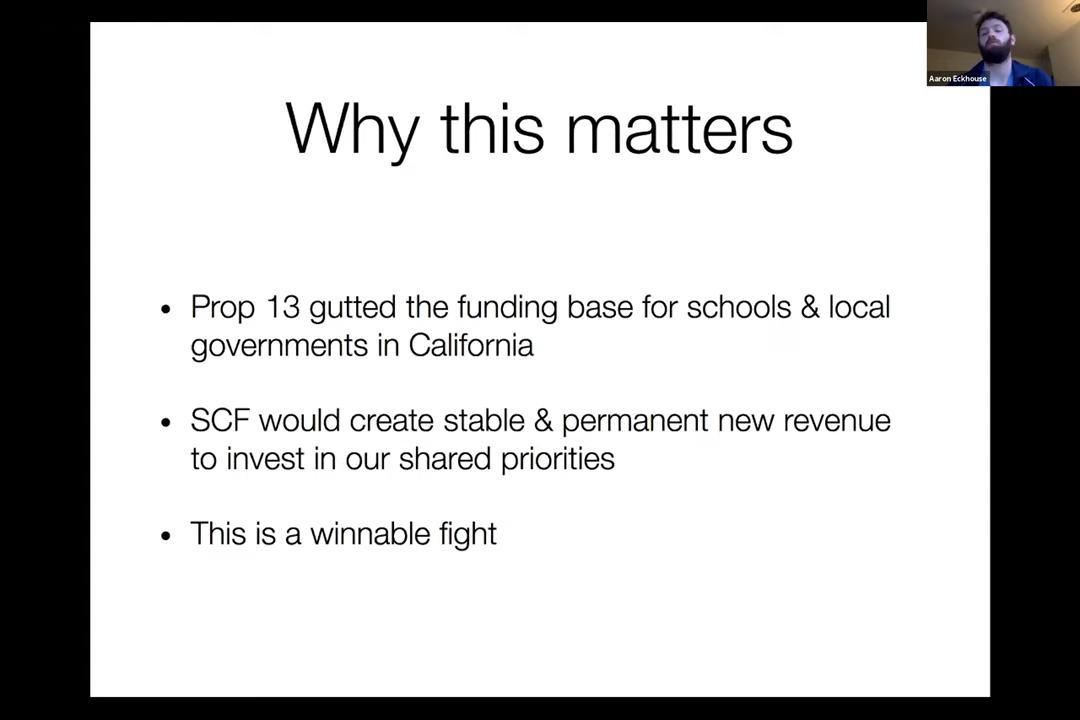 Aaron Eckhouse
Why this matters
• Prop 13 gutted the funding base for schools & local
governments in California
• SCF would create stable & permanent new revenue
to invest in our shared priorities
• This is a winnable fight